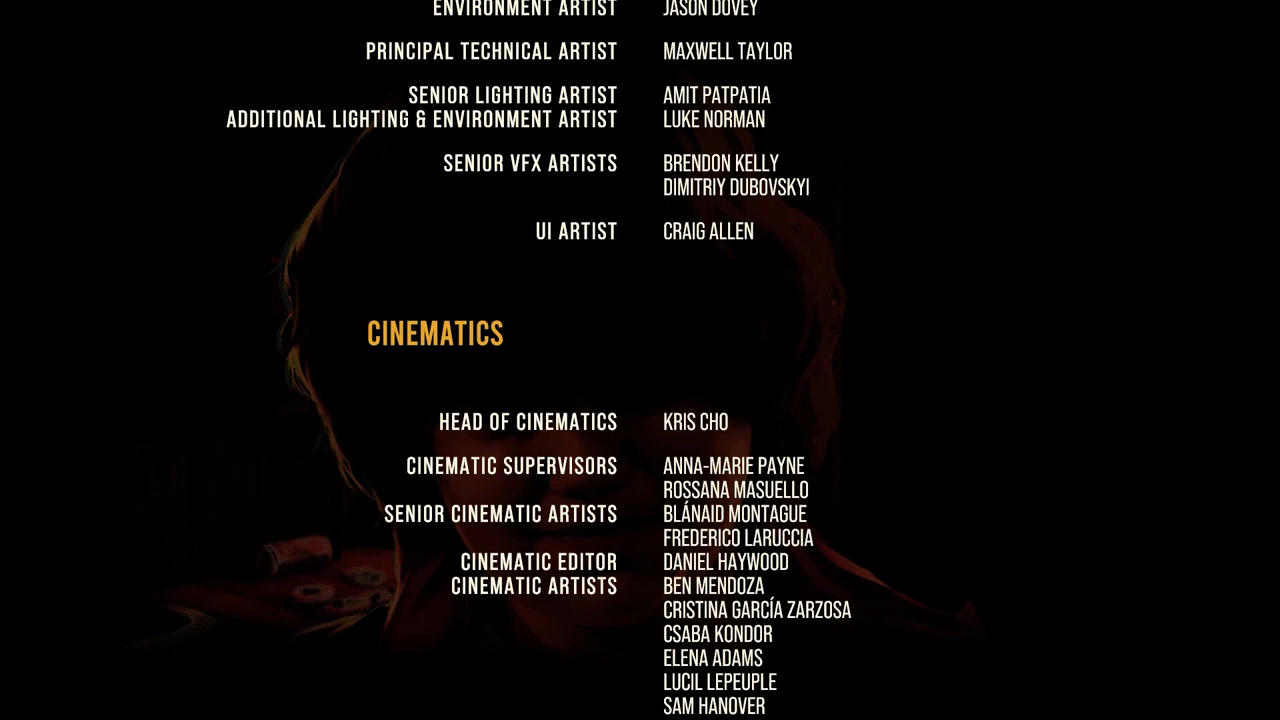 ENVIRONMENT ARTIST JASON DOVEY
PRINCIPAL TECHNICAL ARTIST MAXWELL TAYLOR
SENIOR LIGHTING ARTIST AMIT PATPATIA
ADDITIONAL LIGHTING & ENVIRONMENT ARTIST LUKE NORMAN
SENIOR VFX ARTISTS BRENDON KELLY
DIMITRIY DUBOVSKYI
UI ARTIST CRAIG ALLEN
CINEMATICS
HEAD OF CINEMATICS KRIS CHO
CINEMATIC SUPERVISORS ANNA-MARIE PAYNE
ROSSANA MASUELLO
SENIOR CINEMATIC ARTISTS BLÁNAID MONTAGUE
FREDERICO LARUCCIA
CINEMATIC EDITOR DANIEL HAYWOOD
CINEMATIC ARTISTS BEN MENDOZA
CRISTINA GARCÍA ZARZOSA
CSABA KONDOR
ELENA ADAMS
LUCIL LEPEUPLE
SAM HANOVER